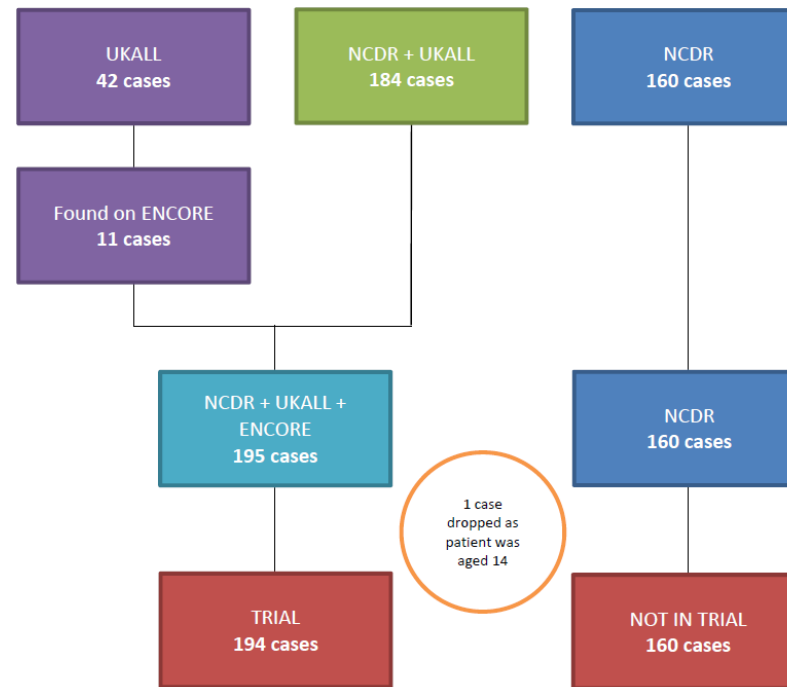 UKALL
42 cases
NCDR + UKALL
184 cases
NCDR
160 cases
Found on ENCORE
11 cases
NCDR + UKALL +
ENCORE
195 cases
NCDR
160 cases
1 case
dropped as
patient was
aged 14
TRIAL
194 cases
NOT IN TRIAL
160 cases